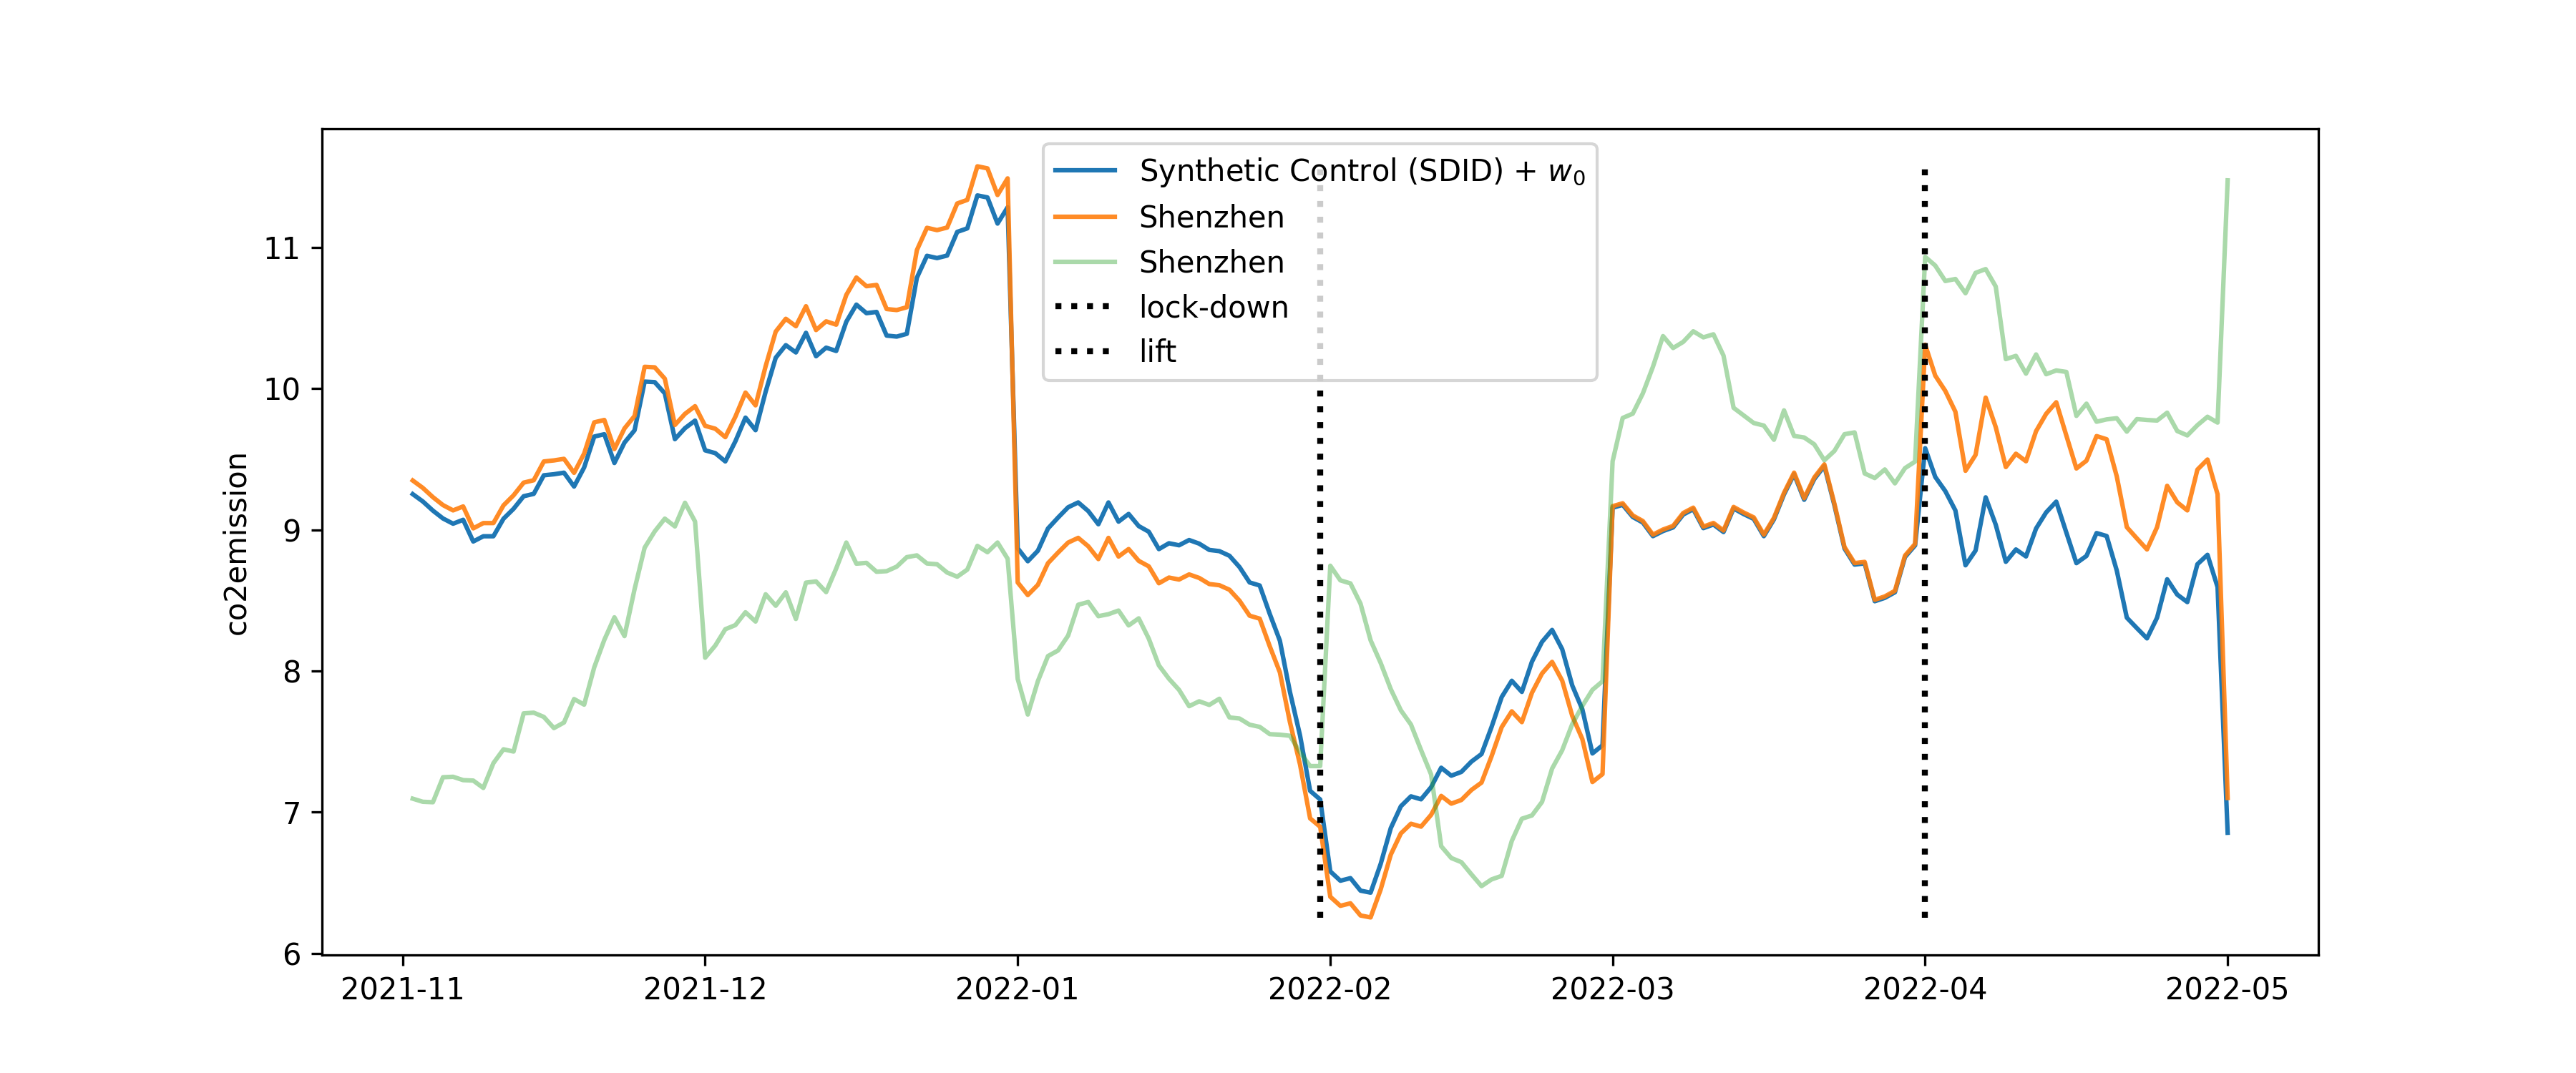 Synthetic Control (SDID) + w₀
Shenzhen
Shenzhen
lock-down
lift
co2emission
11
10
9
8
7
6
2021-11
2021-12
2022-01
2022-02
2022-03
2022-04
2022-05